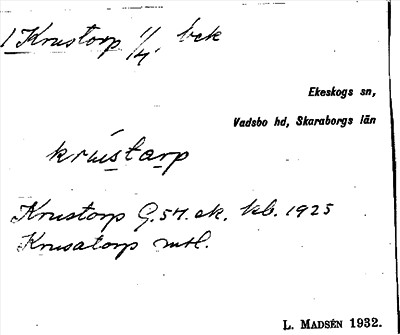 1 Krustorp 1/4, bek
Ekeskogs sn,
Vadsbo hd, Skaraborgs län
krústarp
Krustorp G.57. ek. kb. 1925
Krusatorp mtl.
L. MADSÉN 1932.